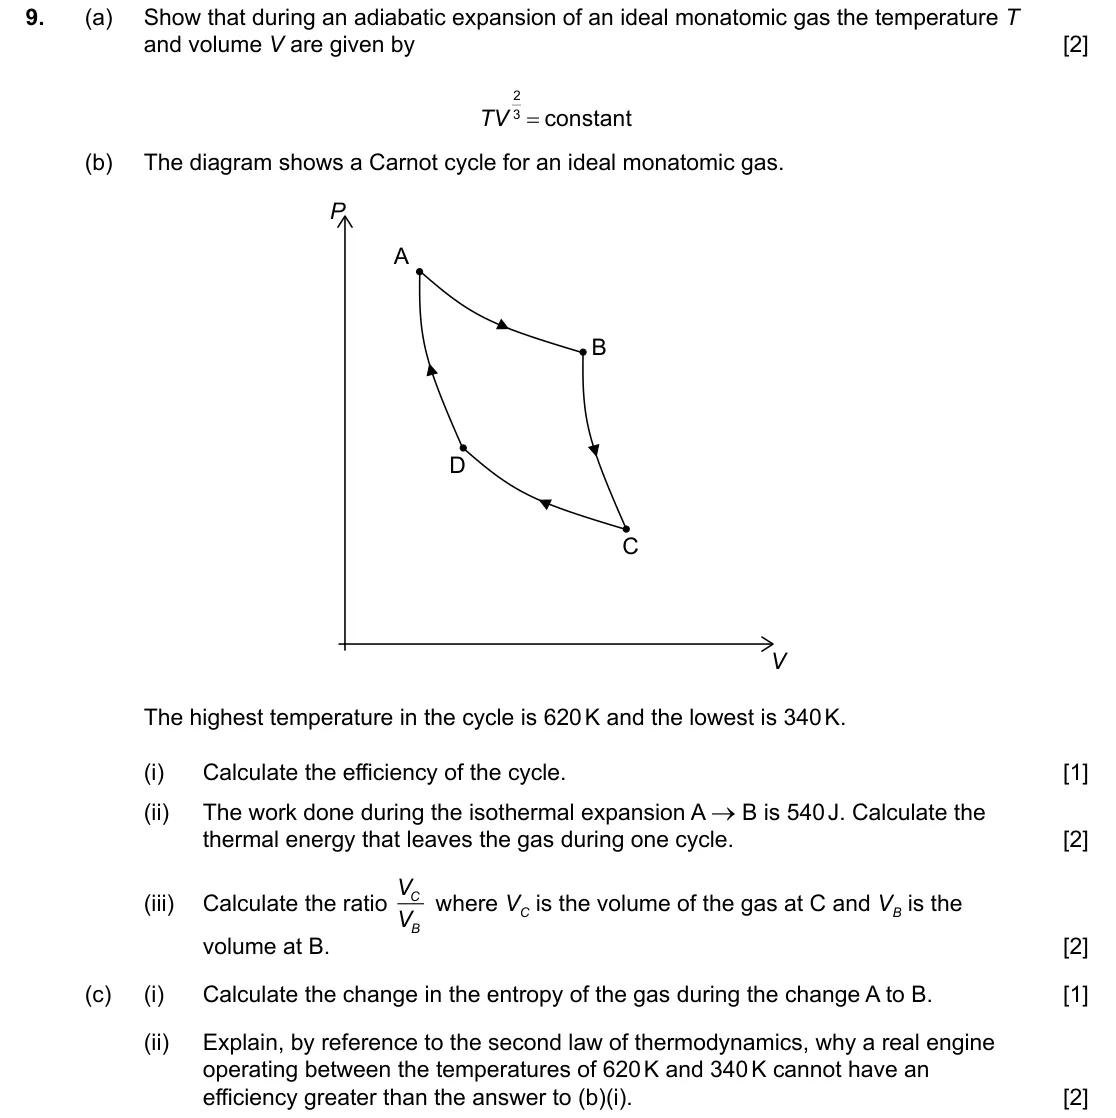 9. (a) Show that during an adiabatic expansion of an ideal monatomic gas the temperature T
and volume V are given by [2]
TV^(2/3) = constant
(b) The diagram shows a Carnot cycle for an ideal monatomic gas.
P
A
B
D
C
V
The highest temperature in the cycle is 620 K and the lowest is 340 K.
(i) Calculate the efficiency of the cycle. [1]
(ii) The work done during the isothermal expansion A → B is 540 J. Calculate the
thermal energy that leaves the gas during one cycle. [2]
(iii) Calculate the ratio V_C/V_B where V_C is the volume of the gas at C and V_B is the
volume at B. [2]
(c) (i) Calculate the change in the entropy of the gas during the change A to B. [1]
(ii) Explain, by reference to the second law of thermodynamics, why a real engine
operating between the temperatures of 620 K and 340 K cannot have an
efficiency greater than the answer to (b)(i). [2]